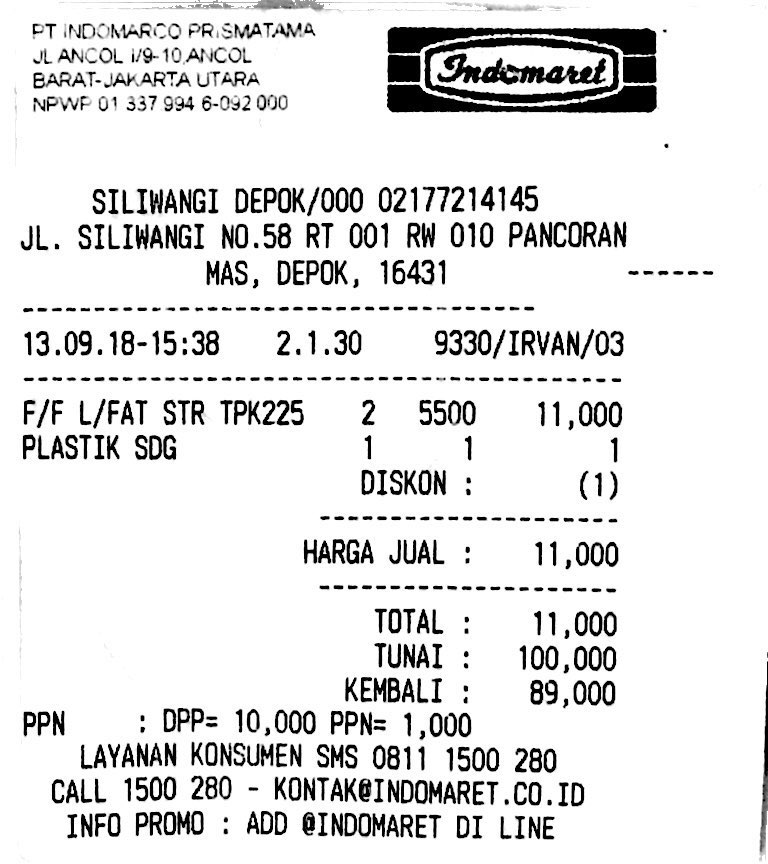 PT INDOMARCO PRISMATAMA
JL ANCOL I/9-10 ANCOL
BARAT-JAKARTA UTARA
NPWP 01 337 994 6-092 000
Indomaret
SILIWANGI DEPOK/000 02177214145
JL. SILIWANGI NO.58 RT 001 RW 010 PANCORAN
MAS, DEPOK, 16431 ------
------------------------------------
13.09.18-15:38 2.1.30 9330/IRVAN/03
------------------------------------------
F/F L/FAT STR TPK225 2 5500 11,000
PLASTIK SDG 1 1 1
DISKON : (1)
---------------------
HARGA JUAL : 11,000
---------------------
TOTAL : 11,000
TUNAI : 100,000
KEMBALI : 89,000
PPN : DPP= 10,000 PPN= 1,000
LAYANAN KONSUMEN SMS 0811 1500 280
CALL 1500 280 - KONTAK@INDOMARET.CO.ID
INFO PROMO : ADD @INDOMARET DI LINE